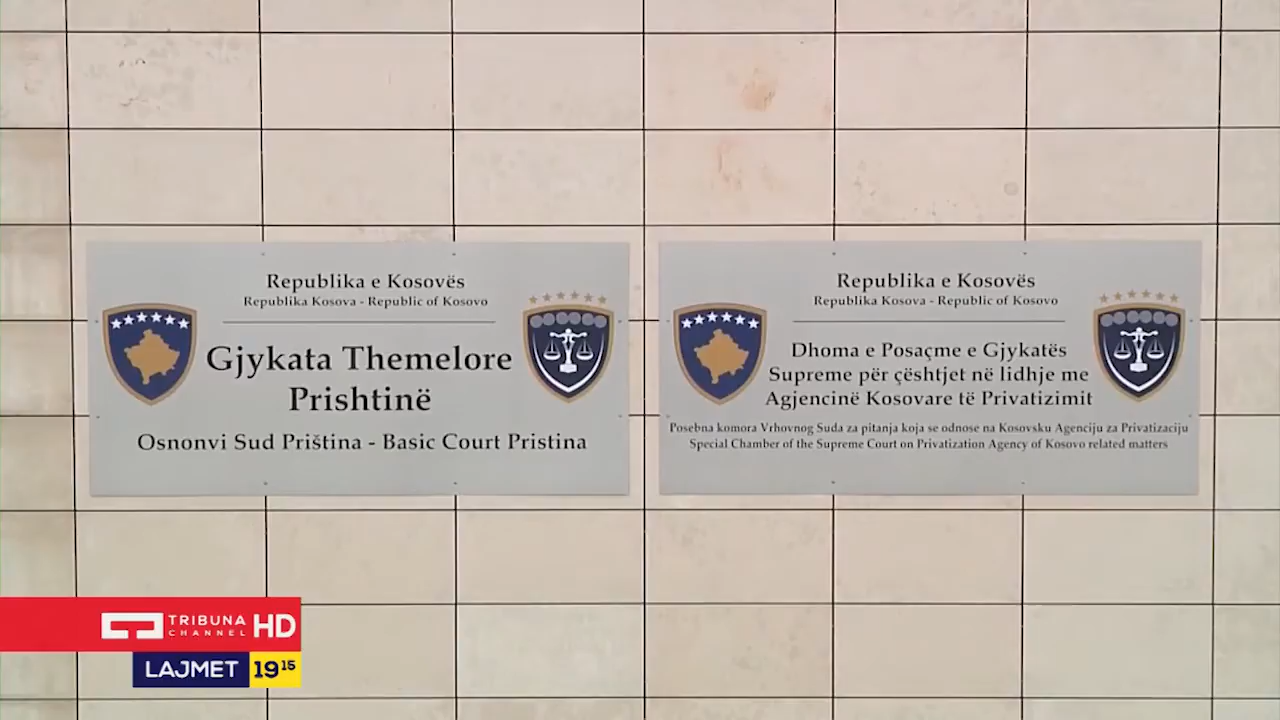 Republika e Kosovës
Republika Kosova - Republic of Kosovo
Gjykata Themelore
Prishtinë
Osnonvi Sud Priština - Basic Court Pristina
Republika e Kosovës
Republika Kosova - Republic of Kosovo
Dhoma e Posaçme e Gjykatës
Supreme për çështjet në lidhje me
Agjencinë Kosovare të Privatizimit
Posebna komora Vrhovnog Suda za pitanja koja se odnose na Kosovsku Agenciju za Privatizaciju
Special Chamber of the Supreme Court on Privatization Agency of Kosovo related matters
TRIBUNA
CHANNEL
HD
LAJMET 19 15